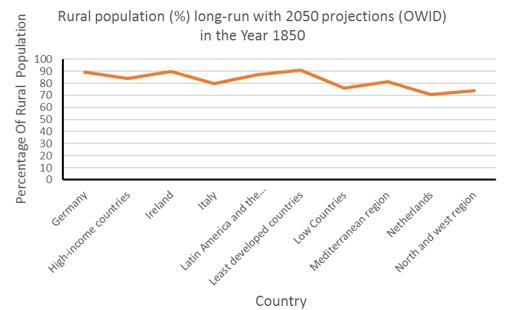 Rural population (%) long-run with 2050 projections (OWID)
in the Year 1850
Percentage Of Rural Population
100
90
80
70
60
50
40
30
20
10
0
Germany
High-income countries
Ireland
Italy
Latin America and the...
Least developed countries
Low Countries
Mediterranean region
Netherlands
North and west region
Country